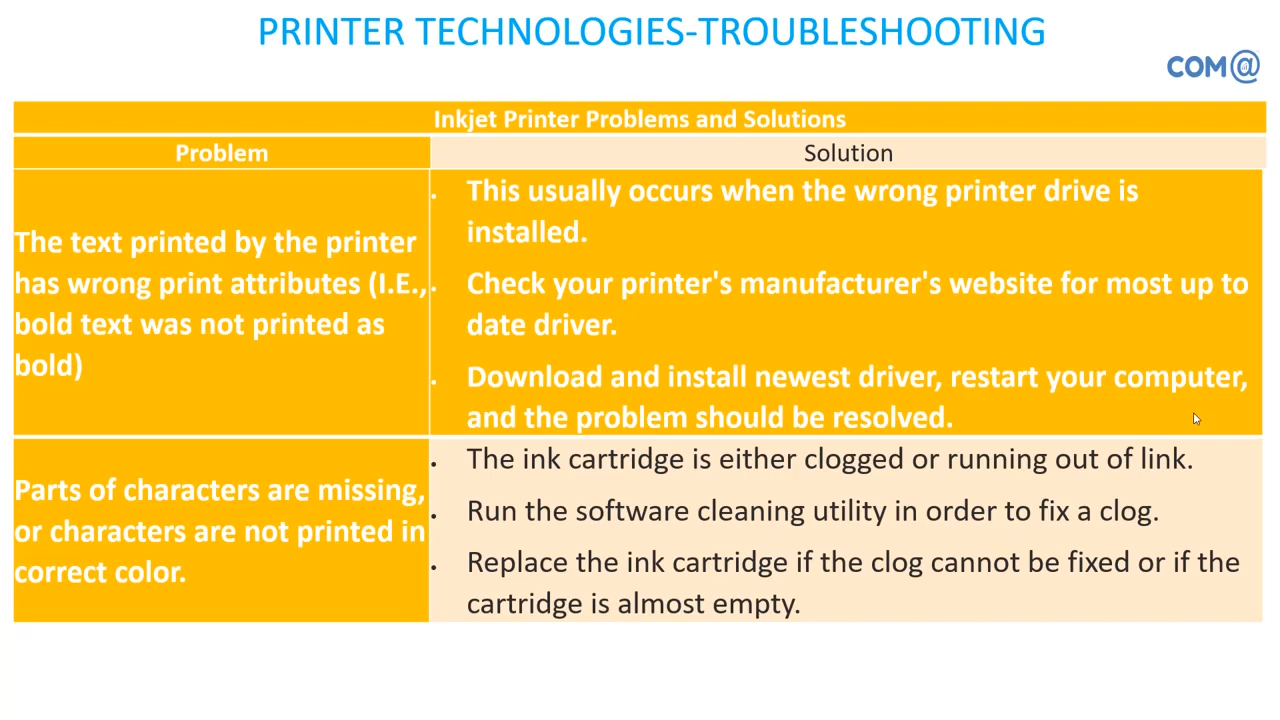 PRINTER TECHNOLOGIES-TROUBLESHOOTING
COM@
Inkjet Printer Problems and Solutions
Problem
Solution
The text printed by the printer
has wrong print attributes (I.E.,
bold text was not printed as
bold)
• This usually occurs when the wrong printer drive is
installed.
• Check your printer's manufacturer's website for most up to
date driver.
• Download and install newest driver, restart your computer,
and the problem should be resolved.
Parts of characters are missing,
or characters are not printed in
correct color.
• The ink cartridge is either clogged or running out of link.
• Run the software cleaning utility in order to fix a clog.
• Replace the ink cartridge if the clog cannot be fixed or if the
cartridge is almost empty.